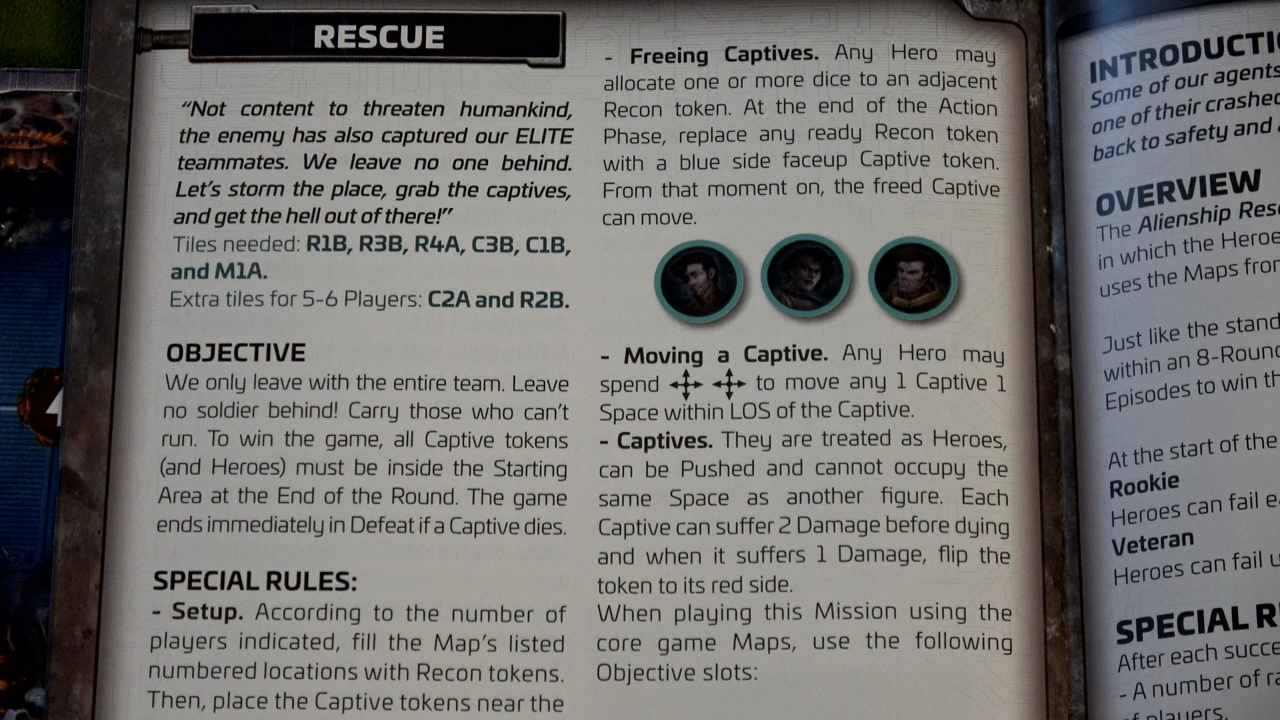 RESCUE
“Not content to threaten humankind,
the enemy has also captured our ELITE
teammates. We leave no one behind.
Let’s storm the place, grab the captives,
and get the hell out of there!”
Tiles needed: R1B, R3B, R4A, C3B, C1B,
and M1A.
Extra tiles for 5-6 Players: C2A and R2B.
OBJECTIVE
We only leave with the entire team. Leave
no soldier behind! Carry those who can’t
run. To win the game, all Captive tokens
(and Heroes) must be inside the Starting
Area at the End of the Round. The game
ends immediately in Defeat if a Captive dies.
SPECIAL RULES:
- Setup. According to the number of
players indicated, fill the Map’s listed
numbered locations with Recon tokens.
Then, place the Captive tokens near the
- Freeing Captives. Any Hero may
allocate one or more dice to an adjacent
Recon token. At the end of the Action
Phase, replace any ready Recon token
with a blue side faceup Captive token.
From that moment on, the freed Captive
can move.
- Moving a Captive. Any Hero may
spend to move any 1 Captive 1
Space within LOS of the Captive.
- Captives. They are treated as Heroes,
can be Pushed and cannot occupy the
same Space as another figure. Each
Captive can suffer 2 Damage before dying
and when it suffers 1 Damage, flip the
token to its red side.
When playing this Mission using the
core game Maps, use the following
Objective slots:
Some of our agents
one of their crashed
back to safety and
OVERVIEW
The Alienship
in which the
uses the Maps
Just like the
within an
Episodes to win
At the start of the
Rookie
Heroes can fail
Veteran
Heroes can fail
SPECIAL
After each
- A number of
of players.